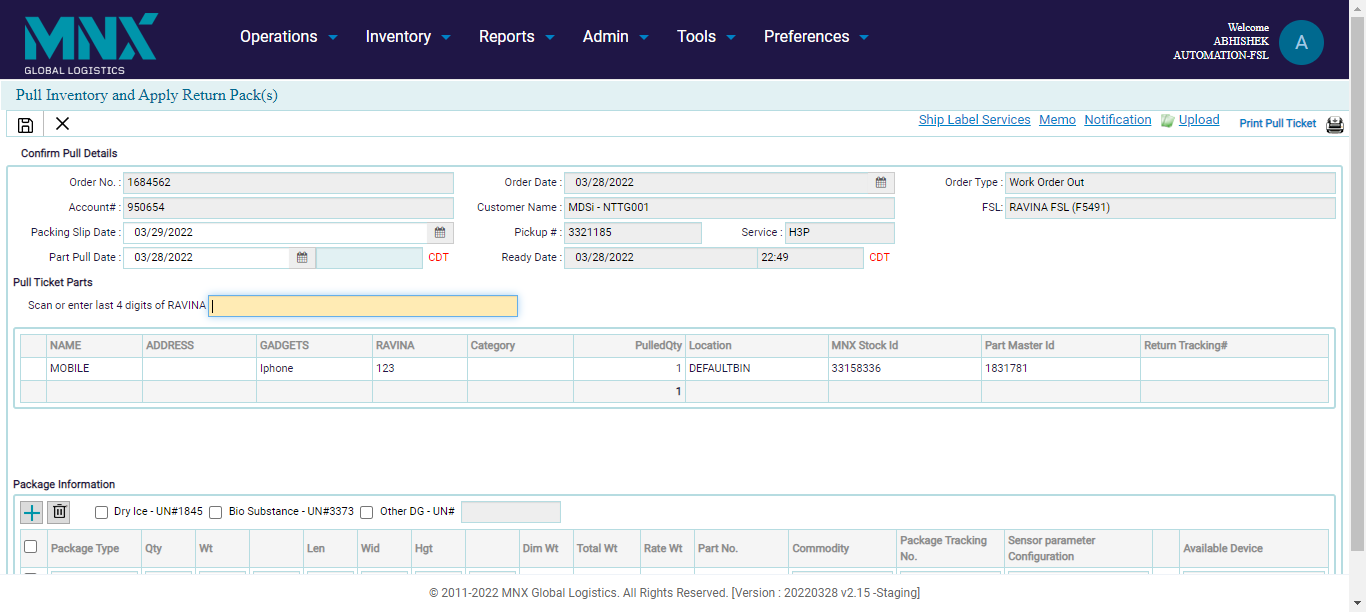 MNX
GLOBAL LOGISTICS
Operations Inventory Reports Admin Tools Preferences
Welcome
ABHISHEK
AUTOMATION-FSL
A
Pull Inventory and Apply Return Pack(s)
Ship Label Services Memo Notification Upload Print Pull Ticket
Confirm Pull Details
Order No. : 1684562 Order Date : 03/28/2022 Order Type : Work Order Out
Account# : 950654 Customer Name : MDSi - NTTG001 FSL: RAVINA FSL (F5491)
Packing Slip Date : 03/29/2022 Pickup # : 3321185 Service : H3P
Part Pull Date : 03/28/2022 CDT Ready Date : 03/28/2022 22:49 CDT
Pull Ticket Parts
Scan or enter last 4 digits of RAVINA
NAME ADDRESS GADGETS RAVINA Category PulledQty Location MNX Stock Id Part Master Id Return Tracking#
MOBILE Iphone 123 1 DEFAULTBIN 33158336 1831781
1
Package Information
Dry Ice - UN#1845 Bio Substance - UN#3373 Other DG - UN#
Package Type Qty Wt Len Wid Hgt Dim Wt Total Wt Rate Wt Part No. Commodity Package Tracking No. Sensor parameter Configuration Available Device
© 2011-2022 MNX Global Logistics. All Rights Reserved. [Version : 20220328 v2.15 -Staging]